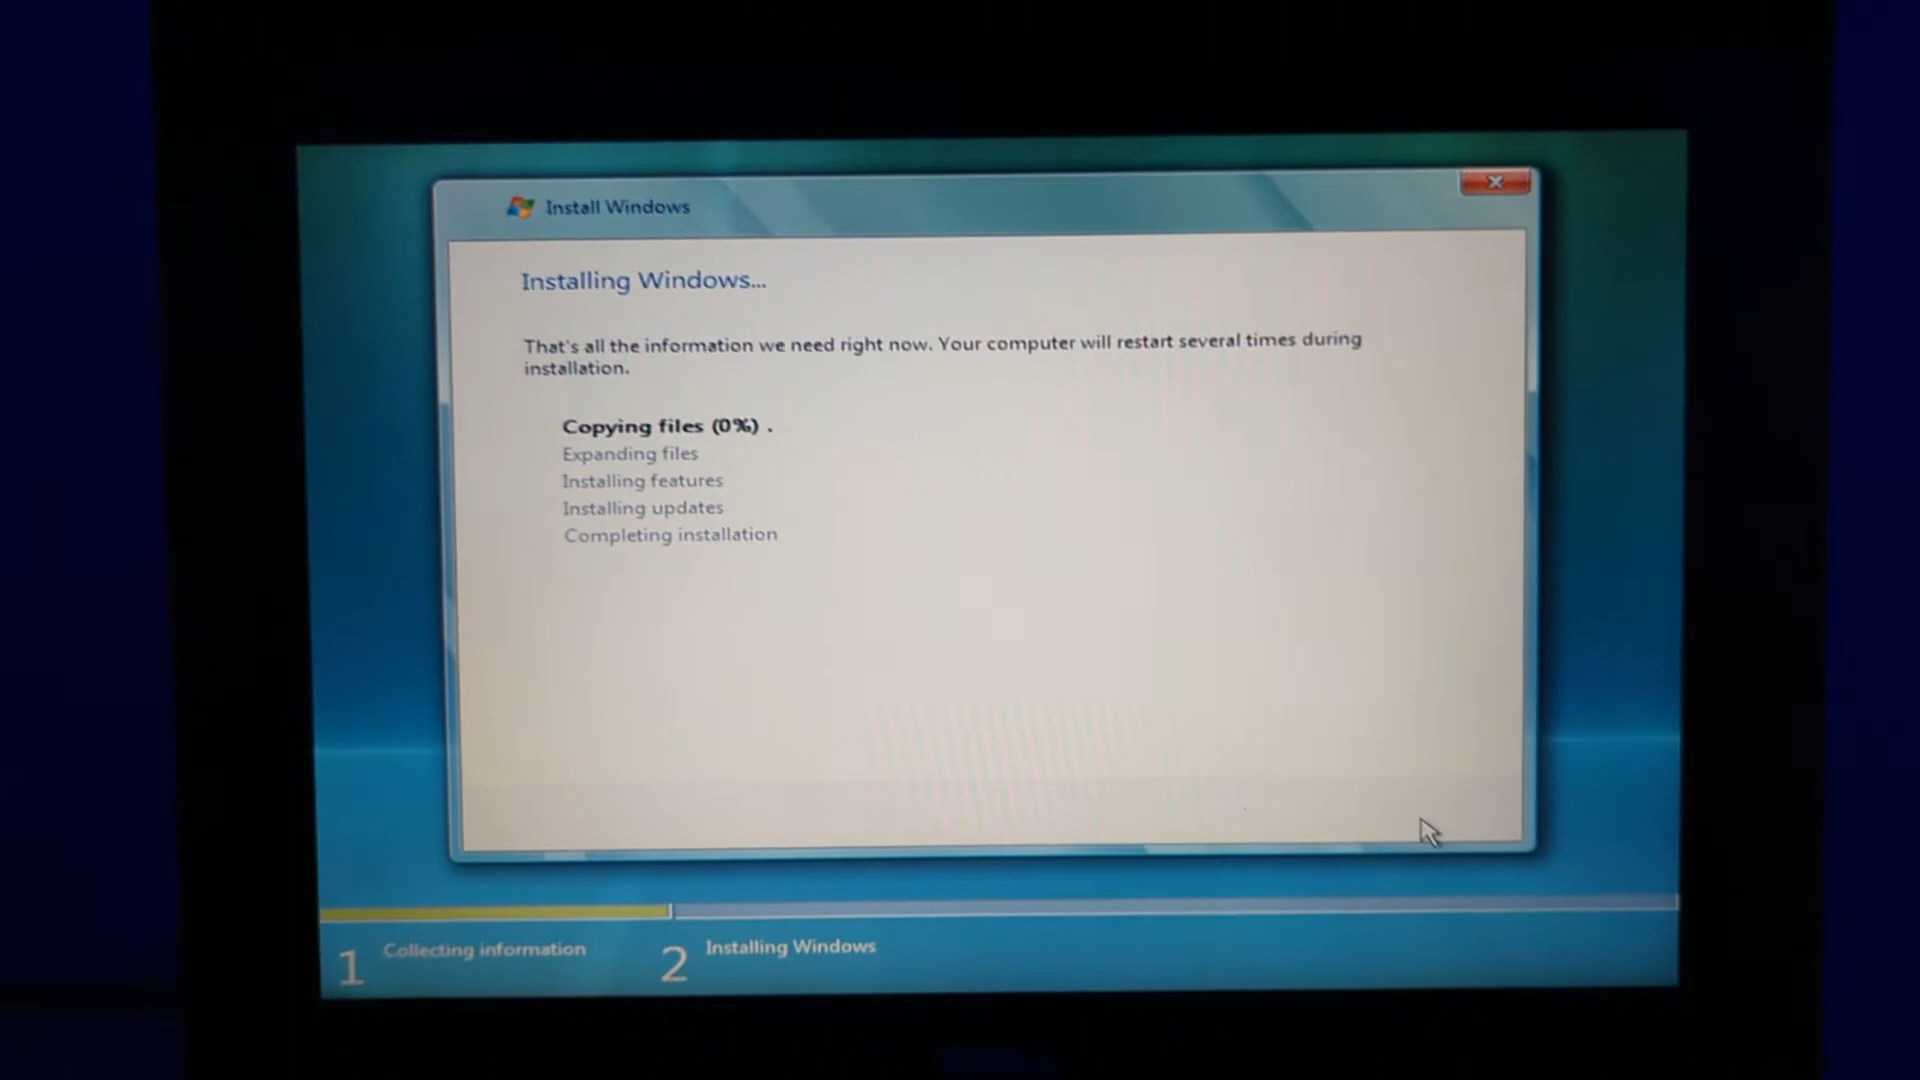 Install Windows
Installing Windows...
That's all the information we need right now. Your computer will restart several times during
installation.
Copying files (0%) .
Expanding files
Installing features
Installing updates
Completing installation
1 Collecting information 2 Installing Windows